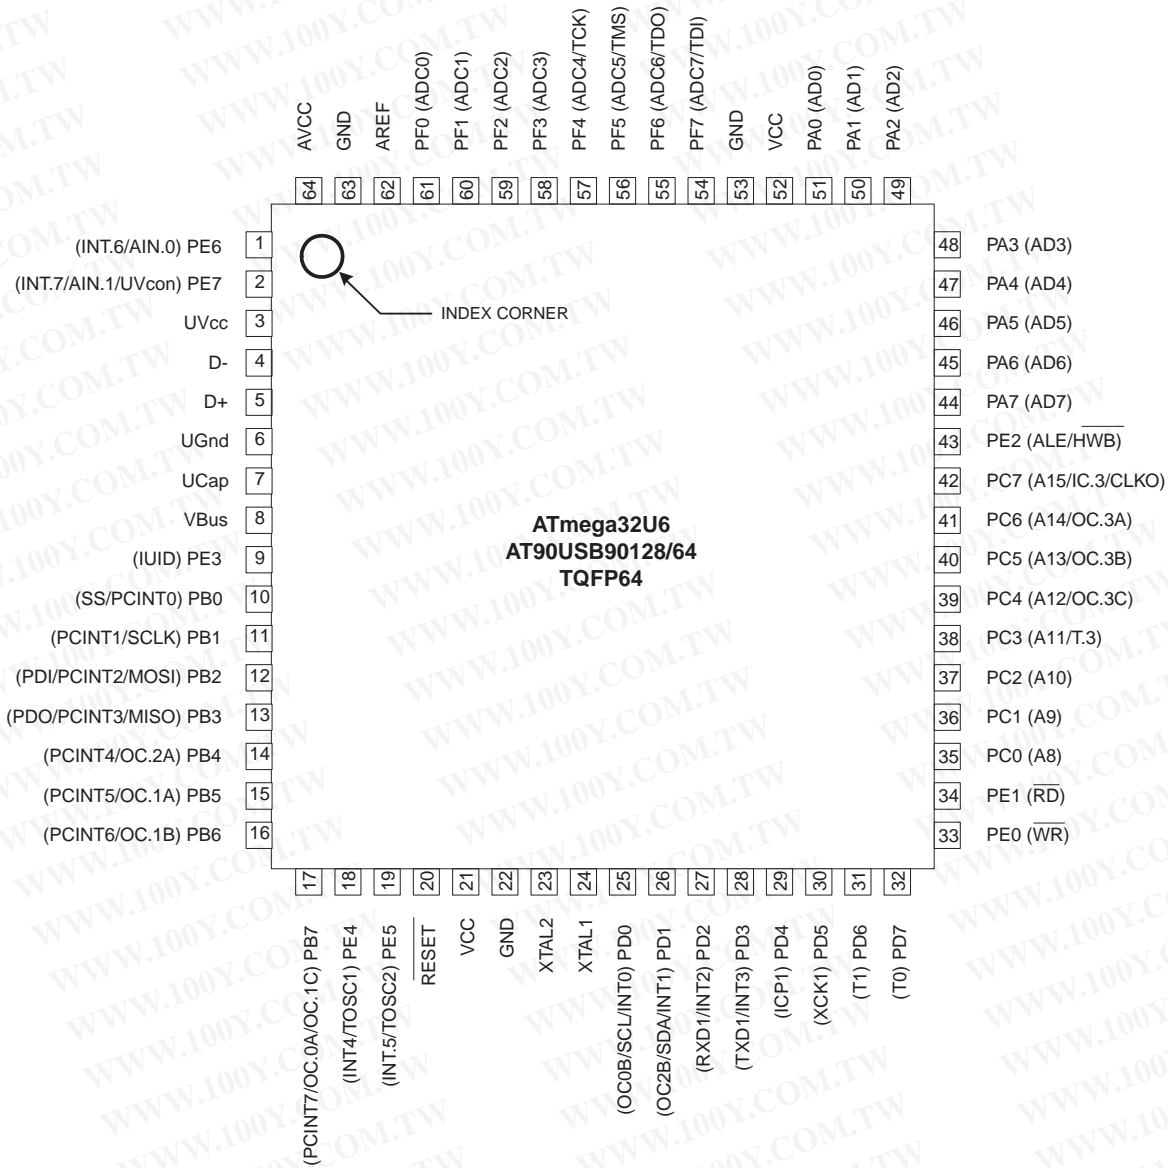 AVCC
GND
AREF
PF0 (ADC0)
PF1 (ADC1)
PF2 (ADC2)
PF3 (ADC3)
PF4 (ADC4/TCK)
PF5 (ADC5/TMS)
PF6 (ADC6/TDO)
PF7 (ADC7/TDI)
GND
VCC
PA0 (AD0)
PA1 (AD1)
PA2 (AD2)
64
63
62
61
60
59
58
57
56
55
54
53
52
51
50
49
(INT.6/AIN.0) PE6 1
(INT.7/AIN.1/UVcon) PE7 2
UVcc 3
D- 4
D+ 5
UGnd 6
UCap 7
VBus 8
(IUID) PE3 9
(SS/PCINT0) PB0 10
(PCINT1/SCLK) PB1 11
(PDI/PCINT2/MOSI) PB2 12
(PDO/PCINT3/MISO) PB3 13
(PCINT4/OC.2A) PB4 14
(PCINT5/OC.1A) PB5 15
(PCINT6/OC.1B) PB6 16
INDEX CORNER
ATmega32U6
AT90USB90128/64
TQFP64
48 PA3 (AD3)
47 PA4 (AD4)
46 PA5 (AD5)
45 PA6 (AD6)
44 PA7 (AD7)
43 PE2 (ALE/HWB)
42 PC7 (A15/IC.3/CLKO)
41 PC6 (A14/OC.3A)
40 PC5 (A13/OC.3B)
39 PC4 (A12/OC.3C)
38 PC3 (A11/T.3)
37 PC2 (A10)
36 PC1 (A9)
35 PC0 (A8)
34 PE1 (RD)
33 PE0 (WR)
17
18
19
20
21
22
23
24
25
26
27
28
29
30
31
32
(PCINT7/OC.0A/OC.1C) PB7
(INT4/TOSC1) PE4
(INT.5/TOSC2) PE5
RESET
VCC
GND
XTAL2
XTAL1
(OC0B/SCL/INT0) PD0
(OC2B/SDA/INT1) PD1
(RXD1/INT2) PD2
(TXD1/INT3) PD3
(ICP1) PD4
(XCK1) PD5
(T1) PD6
(T0) PD7
WWW.100Y.COM.TW